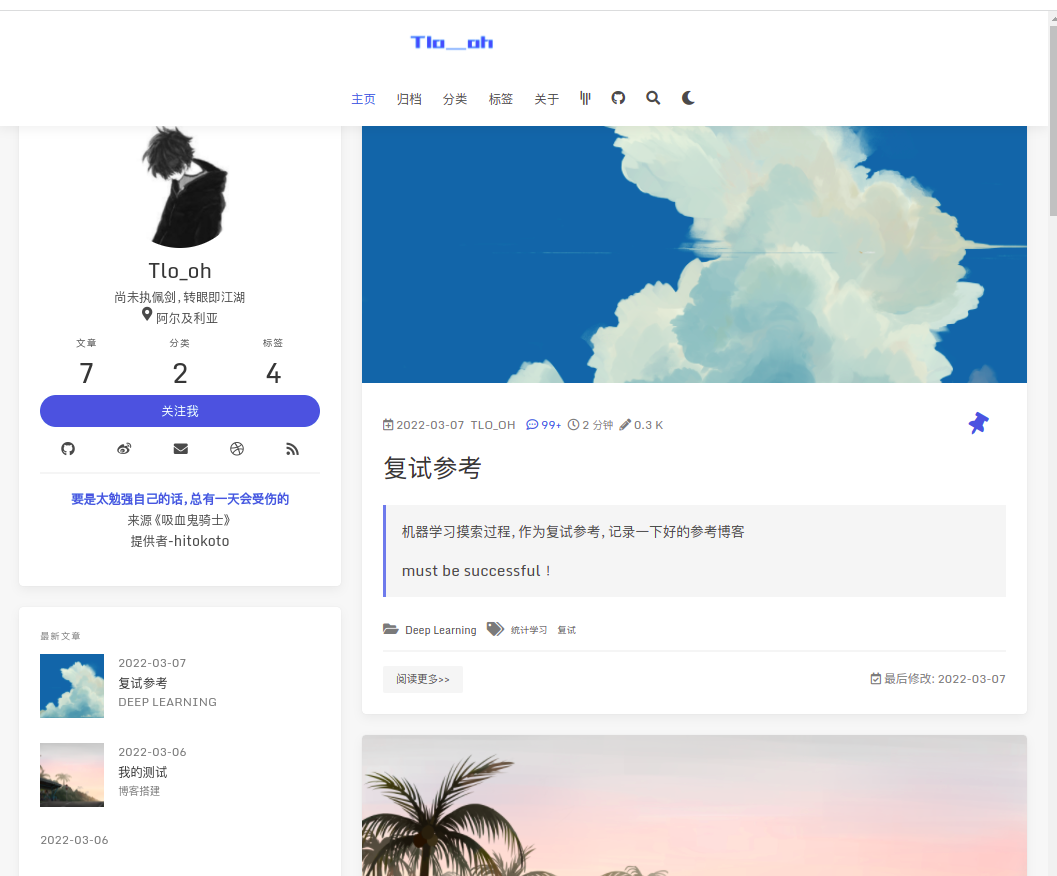 Tlo__oh
主页 归档 分类 标签 关于
Tlo_oh
尚未执佩剑,转眼即江湖
阿尔及利亚
文章 分类 标签
7 2 4
关注我
要是太勉强自己的话,总有一天会受伤的
来源《吸血鬼骑士》
提供者-hitokoto
最新文章
2022-03-07
复试参考
DEEP LEARNING
2022-03-06
我的测试
博客搭建
2022-03-06
2022-03-07 TLO_OH 99+ 2 分钟 0.3 K
复试参考
机器学习摸索过程,作为复试参考,记录一下好的参考博客
must be successful !
Deep Learning 统计学习 复试
阅读更多>> 最后修改: 2022-03-07